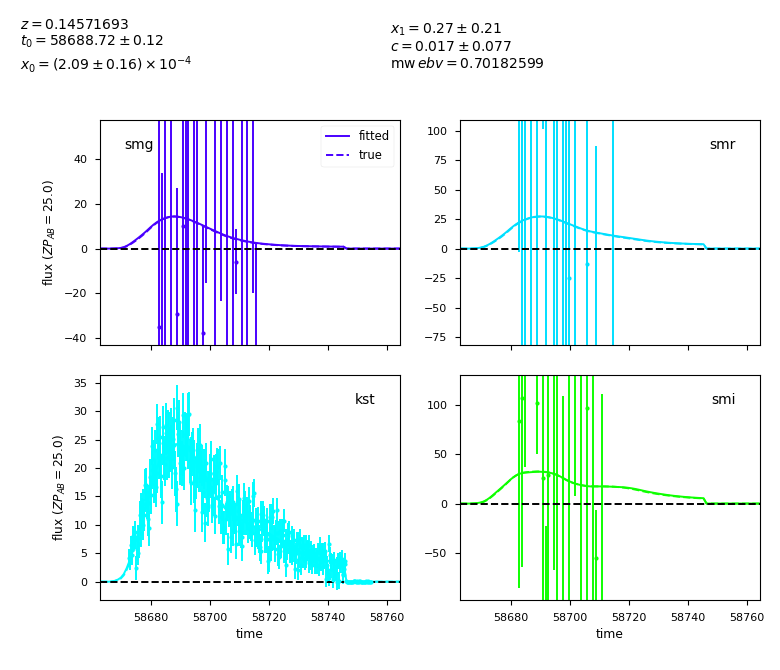 z = 0.14571693
t₀ = 58688.72 ± 0.12
x₀ = (2.09 ± 0.16) × 10⁻⁴
x₁ = 0.27 ± 0.21
c = 0.017 ± 0.077
mw ebv = 0.70182599
smg
fitted
true
40
20
0
−20
−40
flux (ZP_AB = 25.0)
smr
100
75
50
25
0
−25
−50
−75
kst
35
30
25
20
15
10
5
0
flux (ZP_AB = 25.0)
58680 58700 58720 58740 58760
time
smi
100
50
0
−50
58680 58700 58720 58740 58760
time